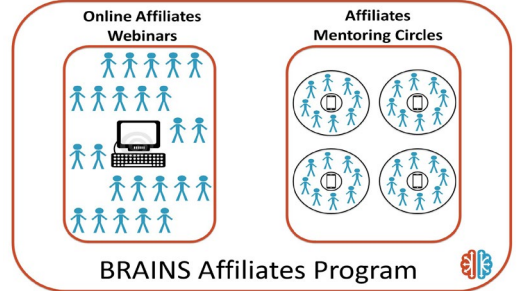 Online Affiliates
Webinars
Affiliates
Mentoring Circles
BRAINS Affiliates Program